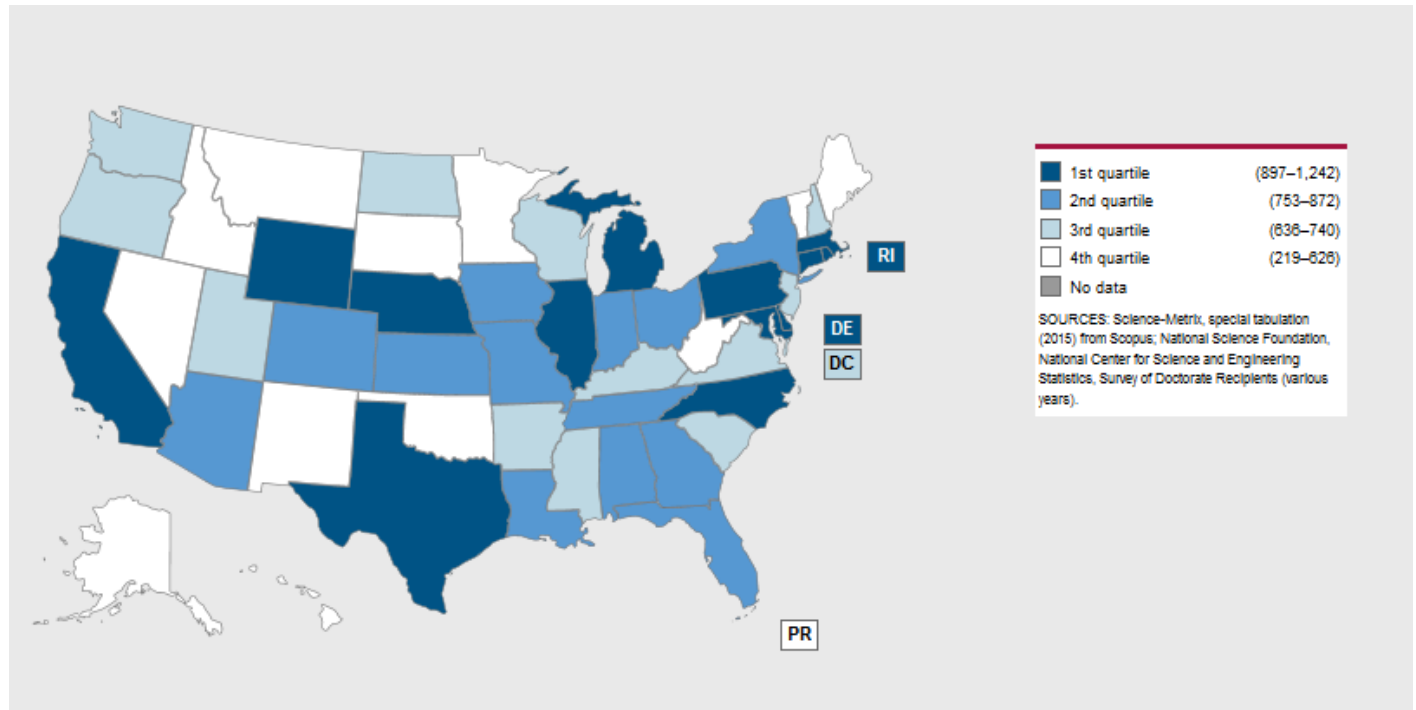 RI
DE
DC
PR
1st quartile (897–1,242)
2nd quartile (753–872)
3rd quartile (636–740)
4th quartile (219–626)
No data
SOURCES: Science-Metrix, special tabulation
(2015) from Scopus; National Science Foundation,
National Center for Science and Engineering
Statistics, Survey of Doctorate Recipients (various
years).